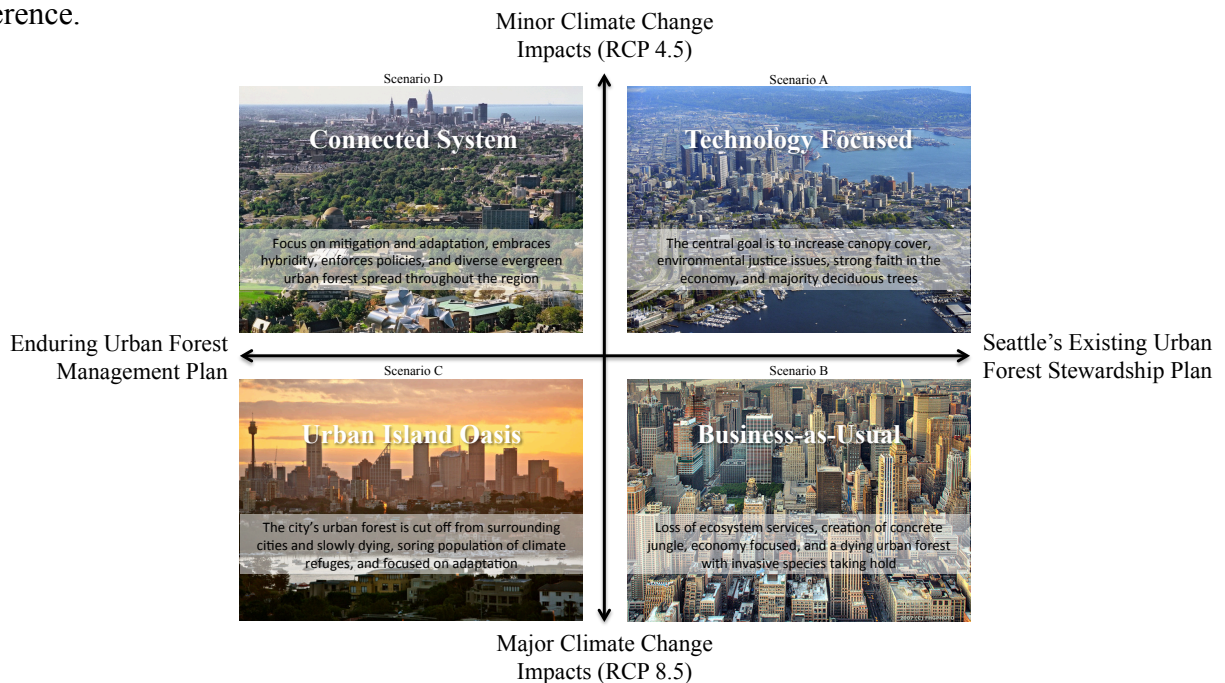 erence.
Minor Climate Change
Impacts (RCP 4.5)
Scenario D
Connected System
Focus on mitigation and adaptation, embraces
hybridity, enforces policies, and diverse evergreen
urban forest spread throughout the region
Scenario A
Technology Focused
The central goal is to increase canopy cover,
environmental justice issues, strong faith in the
economy, and majority deciduous trees
Enduring Urban Forest
Management Plan
Seattle's Existing Urban
Forest Stewardship Plan
Scenario C
Urban Island Oasis
The city's urban forest is cut off from surrounding
cities and slowly dying, soring population of climate
refuges, and focused on adaptation
Scenario B
Business-as-Usual
Loss of ecosystem services, creation of concrete
jungle, economy focused, and a dying urban forest
with invasive species taking hold
Major Climate Change
Impacts (RCP 8.5)